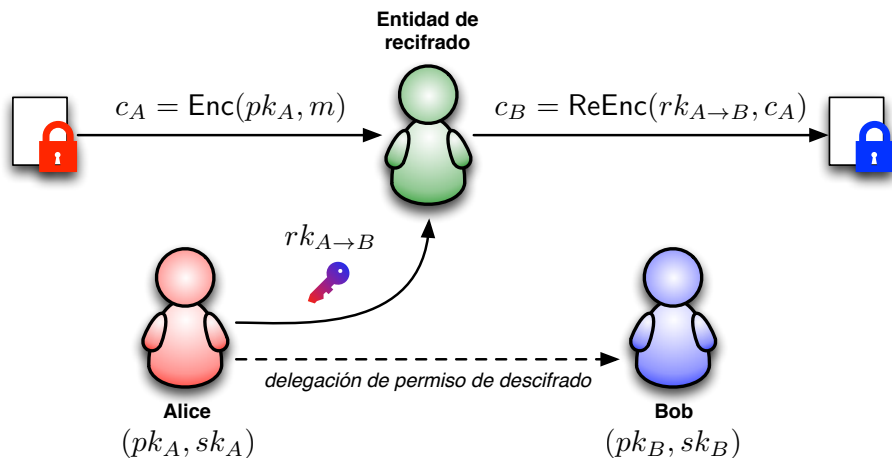 Entidad de
recifrado
c_A = Enc(pk_A, m)
c_B = ReEnc(rk_{A→B}, c_A)
rk_{A→B}
delegación de permiso de descifrado
Alice
Bob
(pk_A, sk_A)
(pk_B, sk_B)